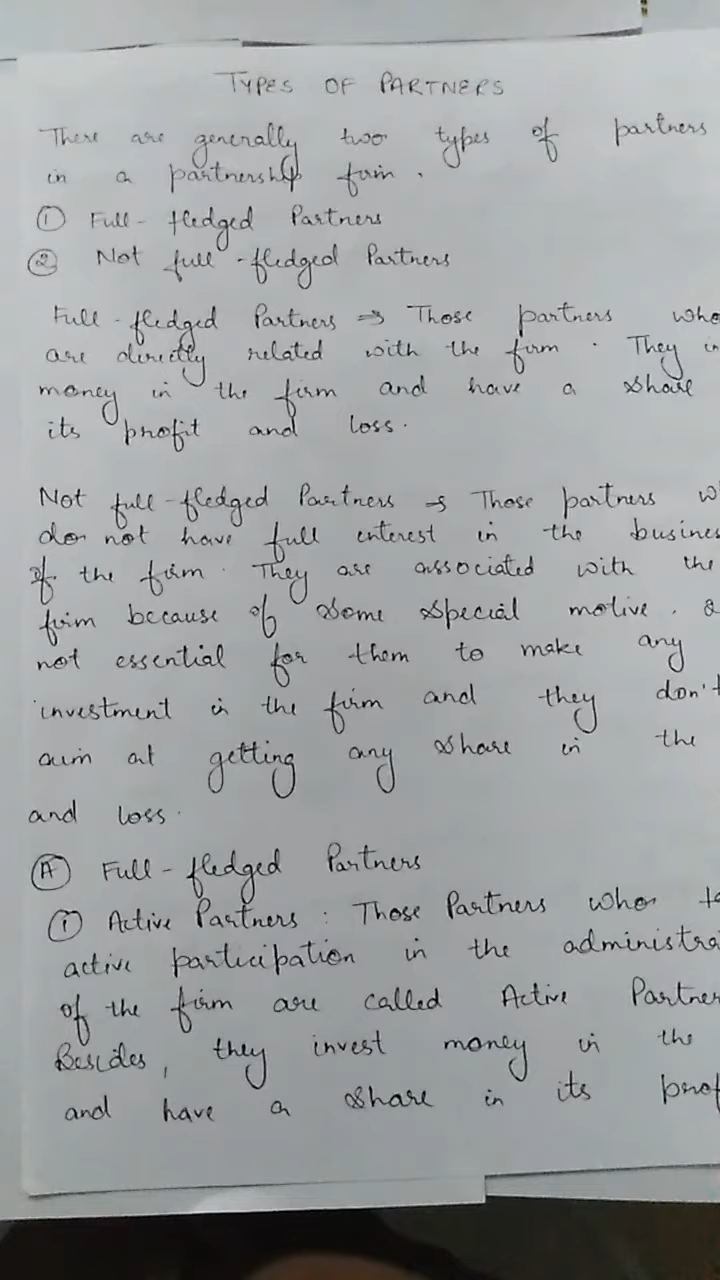 TYPES OF PARTNERS
There are generally two types of partners
in a partnership firm.
① Full-fledged Partners
② Not full-fledged Partners
Full-fledged Partners ⇒ Those partners who
are directly related with the firm. They in
money in the firm and have a share
its profit and loss.
Not full-fledged Partners ⇒ Those partners w
do not have full interest in the busines
of the firm. They are associated with the
firm because of some special motive.
not essential for them to make any
investment in the firm and they don't
aim at getting any share in the
and loss.
Ⓐ Full-fledged Partners
① Active Partners : Those Partners who ta
active participation in the administra
of the firm are called Active Partner
Besides, they invest money in the
and have a share in its prof